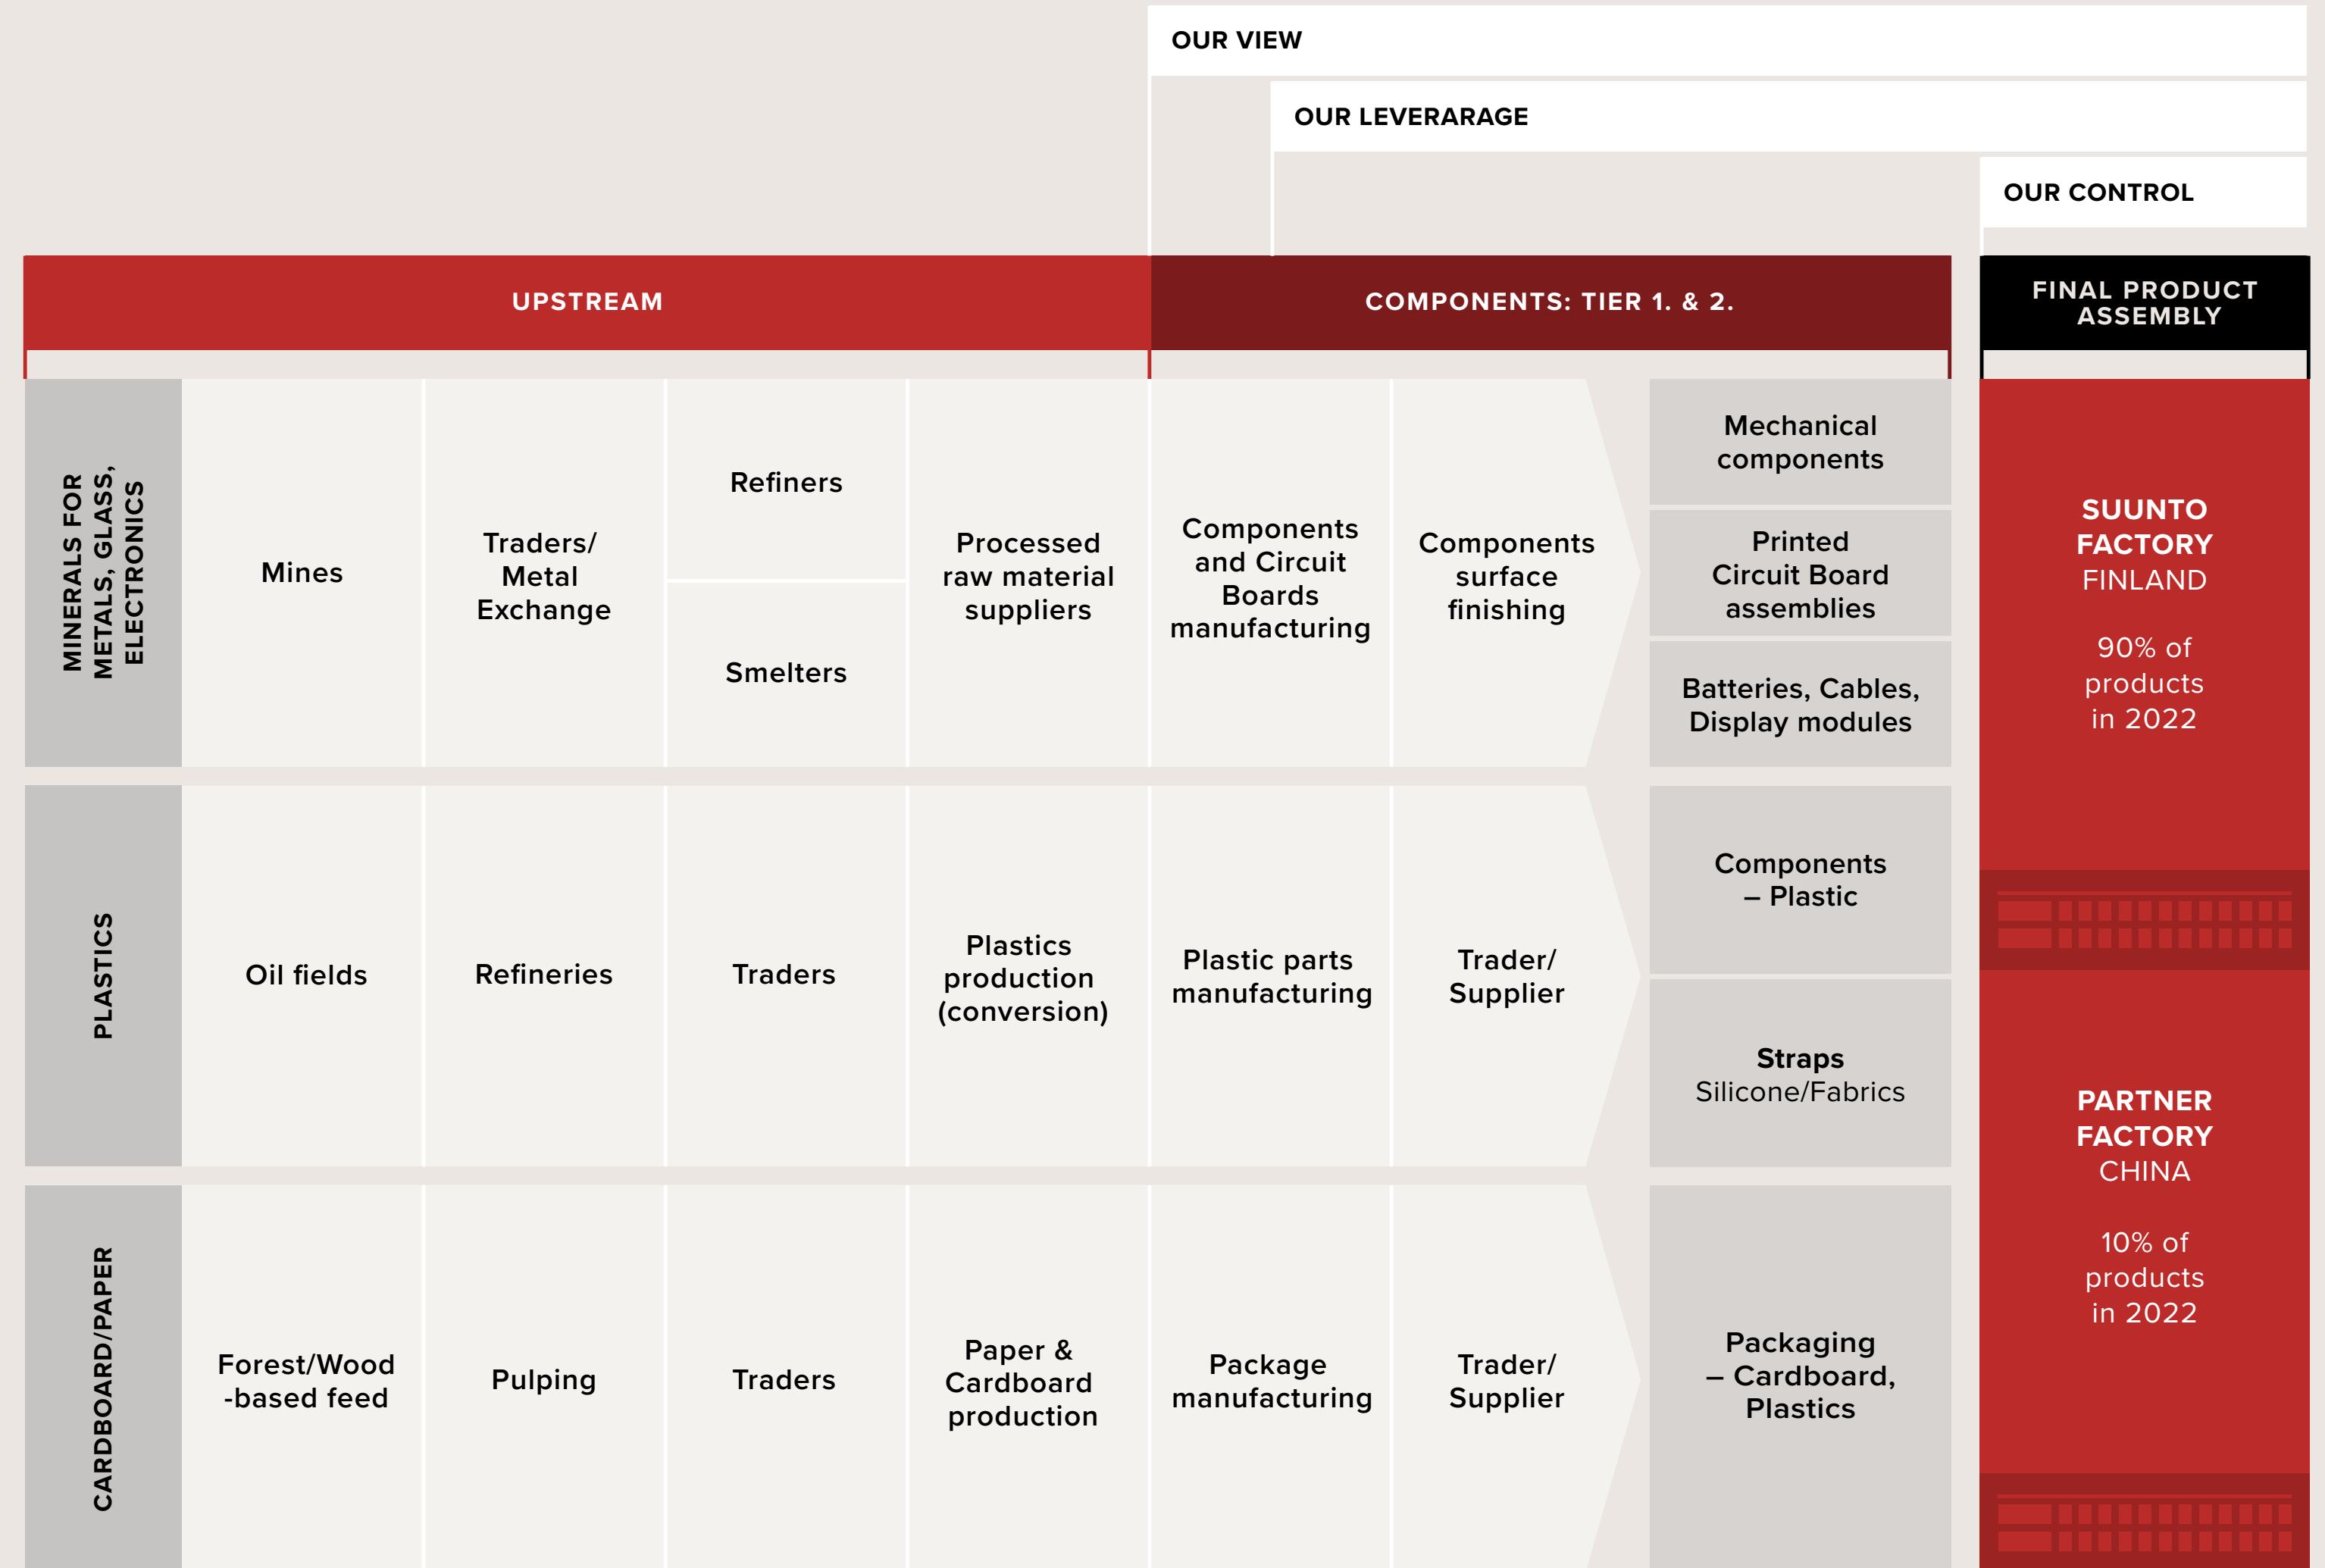 OUR VIEW
OUR LEVERARAGE
OUR CONTROL
UPSTREAM
COMPONENTS: TIER 1. & 2.
FINAL PRODUCT
ASSEMBLY
MINERALS FOR
METALS, GLASS,
ELECTRONICS
Mines
Traders/
Metal
Exchange
Refiners
Smelters
Processed
raw material
suppliers
Components
and Circuit
Boards
manufacturing
Components
surface
finishing
Mechanical
components
Printed
Circuit Board
assemblies
Batteries, Cables,
Display modules
SUUNTO
FACTORY
FINLAND
90% of
products
in 2022
PLASTICS
Oil fields
Refineries
Traders
Plastics
production
(conversion)
Plastic parts
manufacturing
Trader/
Supplier
Components
– Plastic
Straps
Silicone/Fabrics
PARTNER
FACTORY
CHINA
10% of
products
in 2022
CARDBOARD/PAPER
Forest/Wood
-based feed
Pulping
Traders
Paper &
Cardboard
production
Package
manufacturing
Trader/
Supplier
Packaging
– Cardboard,
Plastics